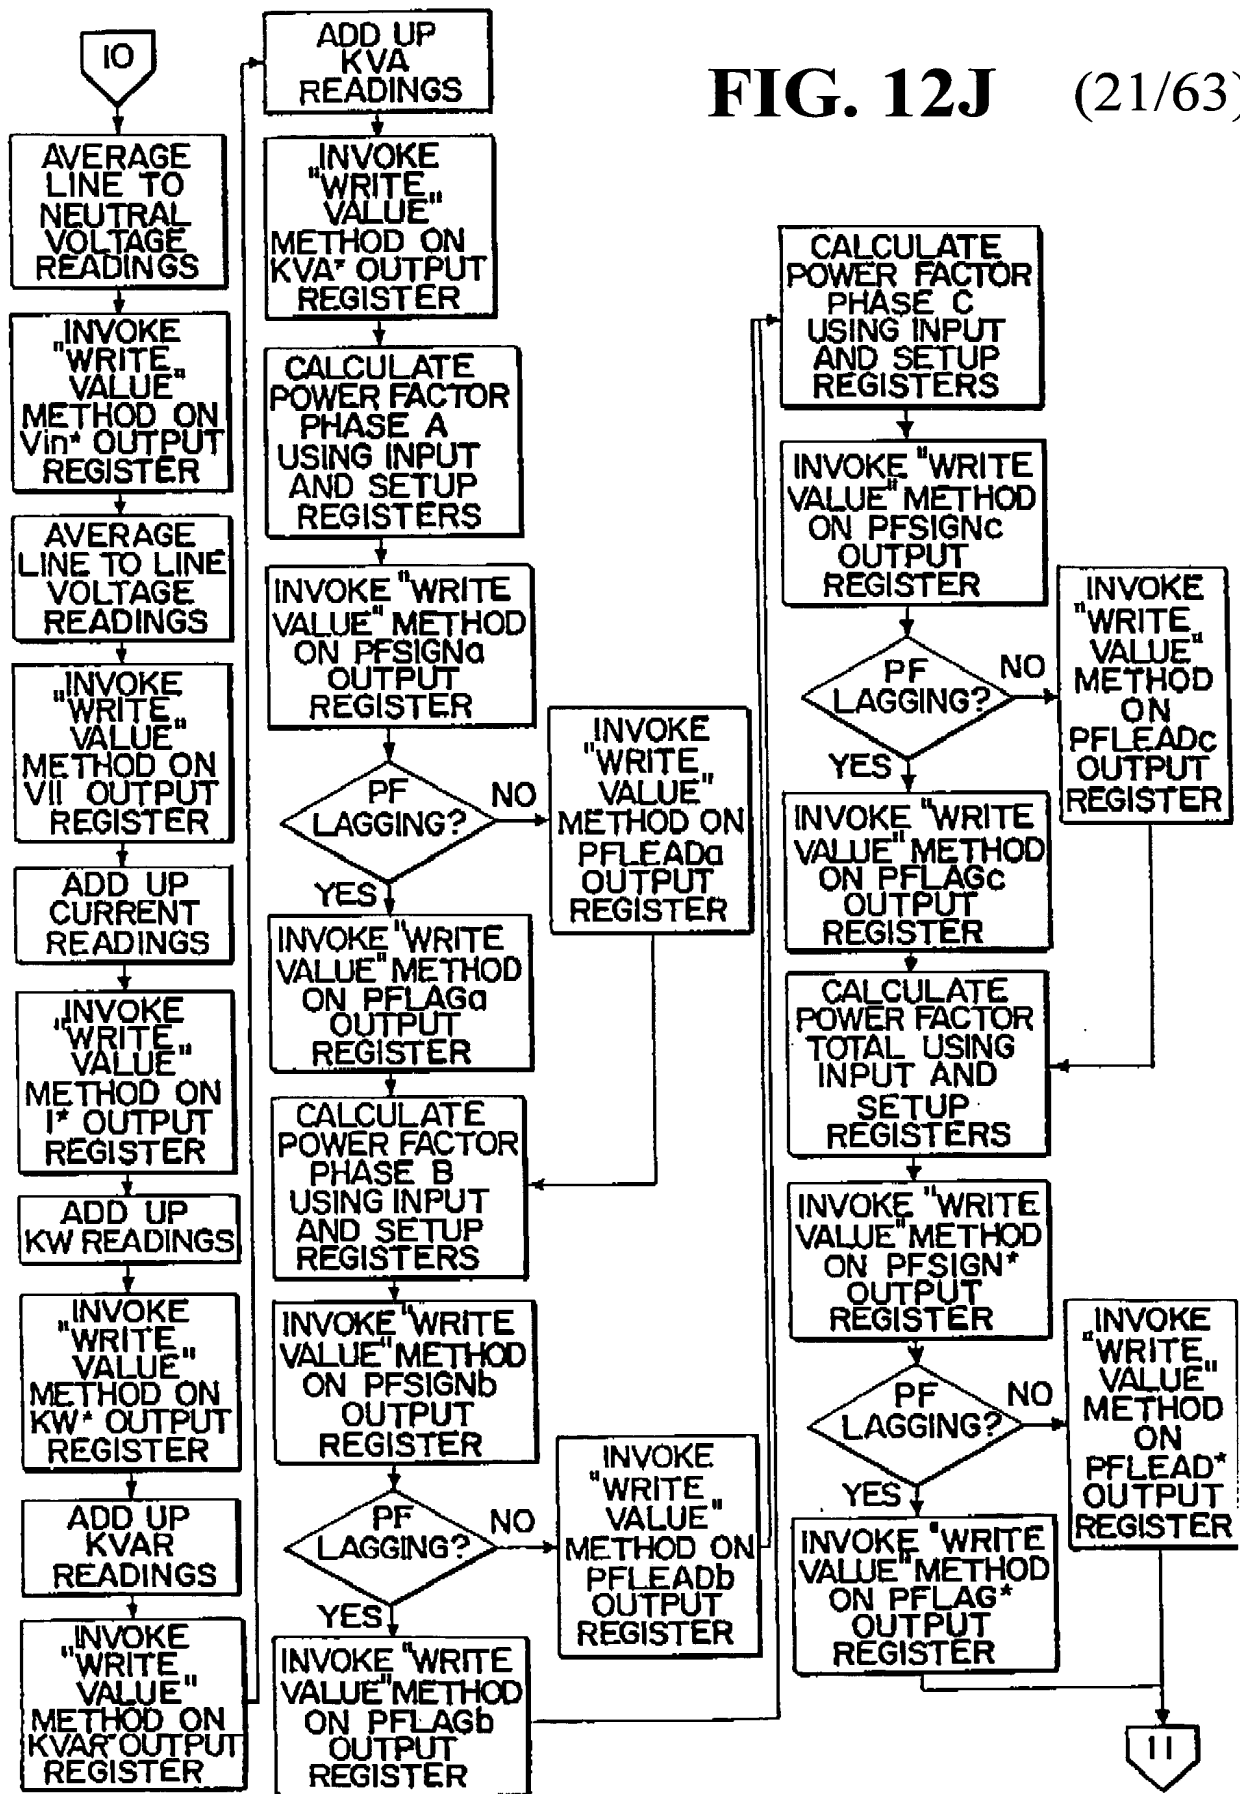 FIG. 12J (21/63)
10
AVERAGE
LINE TO
NEUTRAL
VOLTAGE
READINGS
INVOKE
"WRITE
VALUE"
METHOD ON
Vin* OUTPUT
REGISTER
AVERAGE
LINE TO LINE
VOLTAGE
READINGS
INVOKE
"WRITE
VALUE"
METHOD ON
VII OUTPUT
REGISTER
ADD UP
CURRENT
READINGS
INVOKE
"WRITE
VALUE"
METHOD ON
I* OUTPUT
REGISTER
ADD UP
KW READINGS
INVOKE
"WRITE
VALUE"
METHOD ON
KW* OUTPUT
REGISTER
ADD UP
KVAR
READINGS
INVOKE
"WRITE
VALUE"
METHOD ON
KVAR* OUTPUT
REGISTER
ADD UP
KVA
READINGS
INVOKE
"WRITE
VALUE"
METHOD ON
KVA* OUTPUT
REGISTER
CALCULATE
POWER FACTOR
PHASE A
USING INPUT
AND SETUP
REGISTERS
INVOKE "WRITE
VALUE" METHOD
ON PFSIGNa
OUTPUT
REGISTER
PF
LAGGING?
NO
YES
INVOKE
"WRITE
VALUE"
METHOD ON
PFLEADa
OUTPUT
REGISTER
INVOKE "WRITE
VALUE" METHOD
ON PFLAGa
OUTPUT
REGISTER
CALCULATE
POWER FACTOR
PHASE B
USING INPUT
AND SETUP
REGISTERS
INVOKE "WRITE
VALUE" METHOD
ON PFSIGNb
OUTPUT
REGISTER
PF
LAGGING?
NO
YES
INVOKE
"WRITE
VALUE"
METHOD ON
PFLEADb
OUTPUT
REGISTER
INVOKE "WRITE
VALUE" METHOD
ON PFLAGb
OUTPUT
REGISTER
CALCULATE
POWER FACTOR
PHASE C
USING INPUT
AND SETUP
REGISTERS
INVOKE "WRITE
VALUE" METHOD
ON PFSIGNc
OUTPUT
REGISTER
PF
LAGGING?
NO
YES
INVOKE
"WRITE
VALUE"
METHOD
ON
PFLEADc
OUTPUT
REGISTER
INVOKE "WRITE
VALUE" METHOD
ON PFLAGc
OUTPUT
REGISTER
CALCULATE
POWER FACTOR
TOTAL USING
INPUT AND
SETUP
REGISTERS
INVOKE "WRITE
VALUE" METHOD
ON PFSIGN*
OUTPUT
REGISTER
PF
LAGGING?
NO
YES
INVOKE
"WRITE
VALUE"
METHOD
ON
PFLEAD*
OUTPUT
REGISTER
INVOKE "WRITE
VALUE" METHOD
ON PFLAG*
OUTPUT
REGISTER
11